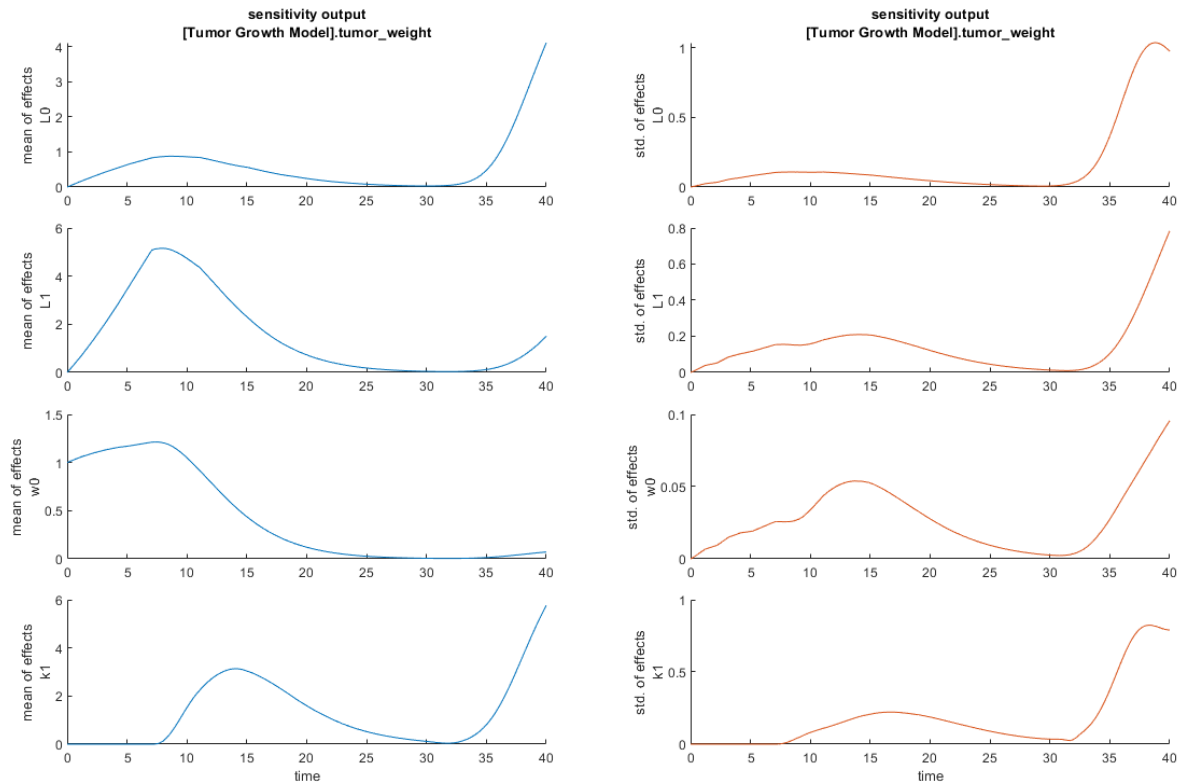 sensitivity output
[Tumor Growth Model].tumor_weight
mean of effects
L0
4
3
2
1
0
0 5 10 15 20 25 30 35 40
mean of effects
L1
6
4
2
0
0 5 10 15 20 25 30 35 40
mean of effects
w0
1.5
1
0.5
0
0 5 10 15 20 25 30 35 40
mean of effects
k1
6
4
2
0
0 5 10 15 20 25 30 35 40
time
sensitivity output
[Tumor Growth Model].tumor_weight
std. of effects
L0
1
0.5
0
0 5 10 15 20 25 30 35 40
std. of effects
L1
0.8
0.6
0.4
0.2
0
0 5 10 15 20 25 30 35 40
std. of effects
w0
0.1
0.05
0
0 5 10 15 20 25 30 35 40
std. of effects
k1
1
0.5
0
0 5 10 15 20 25 30 35 40
time